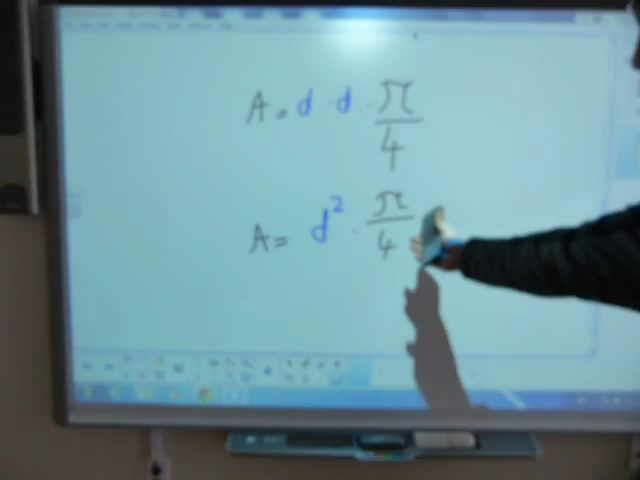 A = d · d · π/4
A = d² · π/4